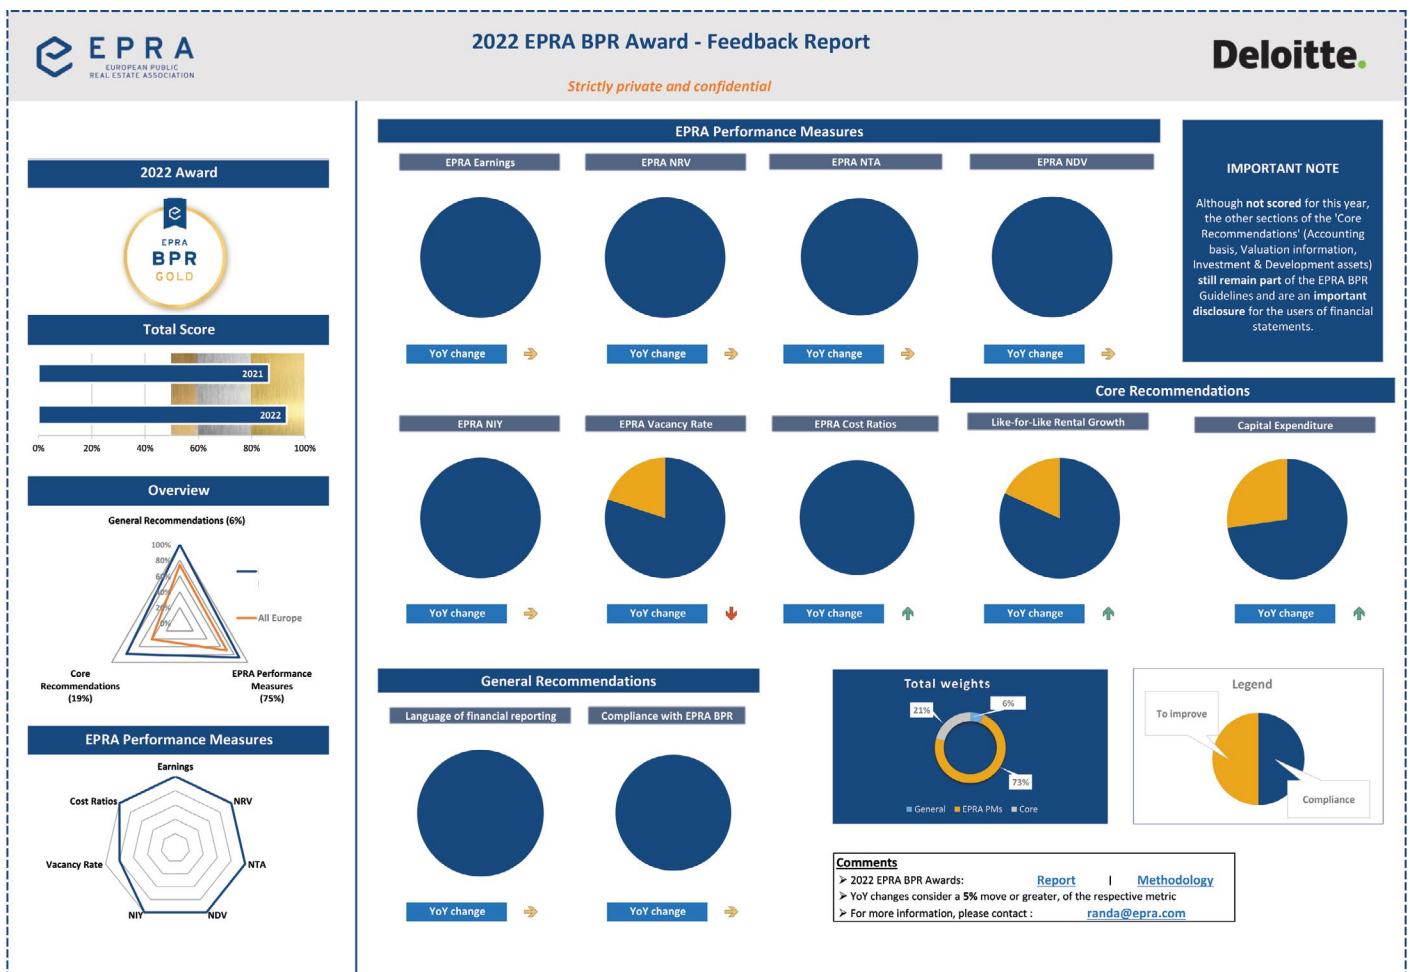 EPRA
EUROPEAN PUBLIC
REAL ESTATE ASSOCIATION
2022 EPRA BPR Award - Feedback Report
Strictly private and confidential
Deloitte.
2022 Award
EPRA
BPR
GOLD
Total Score
2021
2022
0% 20% 40% 60% 80% 100%
Overview
General Recommendations (6%)
100%
80%
60%
40%
20%
0%
All Europe
Core
Recommendations
(19%)
EPRA Performance
Measures
(75%)
EPRA Performance Measures
Earnings
Cost Ratios
NRV
Vacancy Rate
NTA
NIY
NDV
EPRA Performance Measures
EPRA Earnings
EPRA NRV
EPRA NTA
EPRA NDV
YoY change
YoY change
YoY change
YoY change
IMPORTANT NOTE
Although not scored for this year,
the other sections of the 'Core
Recommendations' (Accounting
basis, Valuation information,
Investment & Development assets)
still remain part of the EPRA BPR
Guidelines and are an important
disclosure for the users of financial
statements.
Core Recommendations
EPRA NIY
EPRA Vacancy Rate
EPRA Cost Ratios
Like-for-Like Rental Growth
Capital Expenditure
YoY change
YoY change
YoY change
YoY change
YoY change
General Recommendations
Language of financial reporting
Compliance with EPRA BPR
YoY change
YoY change
Total weights
21%
6%
73%
General EPRA PMs Core
Legend
To improve
Compliance
Comments
➢ 2022 EPRA BPR Awards: Report | Methodology
➢ YoY changes consider a 5% move or greater, of the respective metric
➢ For more information, please contact : randa@epra.com